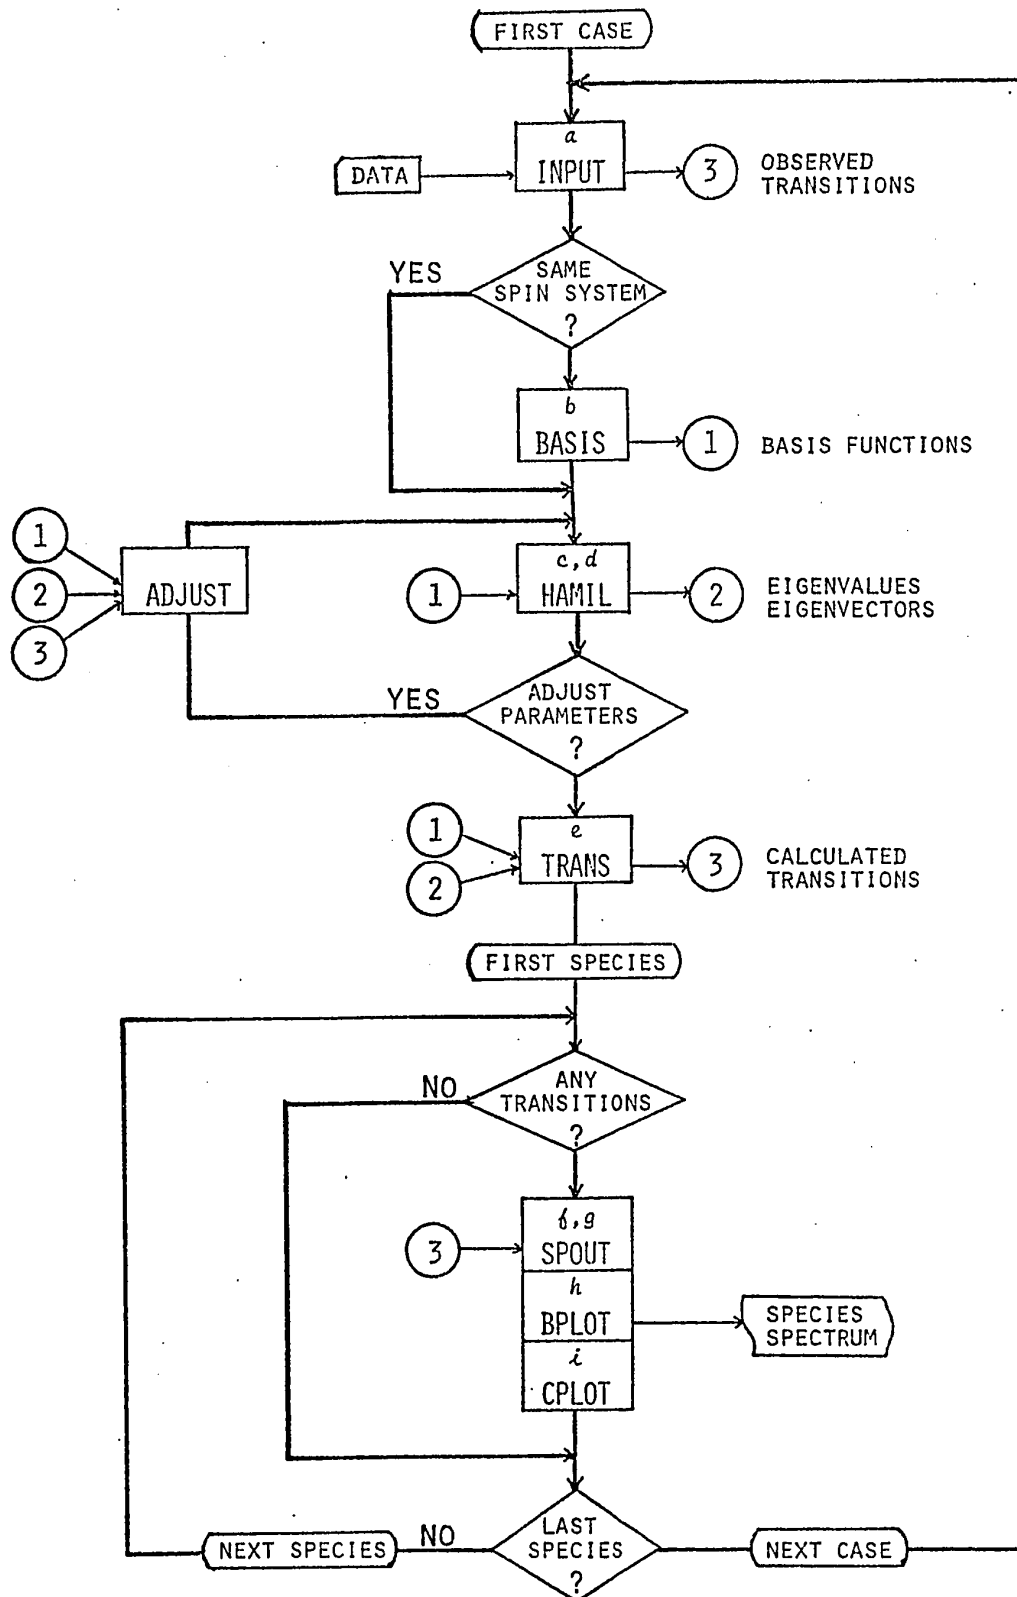 FIRST CASE
a
INPUT
DATA
3
OBSERVED
TRANSITIONS
YES
SAME
SPIN SYSTEM
?
b
BASIS
1
BASIS FUNCTIONS
1
2
3
ADJUST
c,d
HAMIL
1
2
EIGENVALUES
EIGENVECTORS
YES
ADJUST
PARAMETERS
?
1
2
e
TRANS
3
CALCULATED
TRANSITIONS
FIRST SPECIES
NO
ANY
TRANSITIONS
?
3
f,g
SPOUT
h
BPLOT
i
CPLOT
SPECIES
SPECTRUM
NEXT SPECIES
NO
LAST
SPECIES
?
NEXT CASE